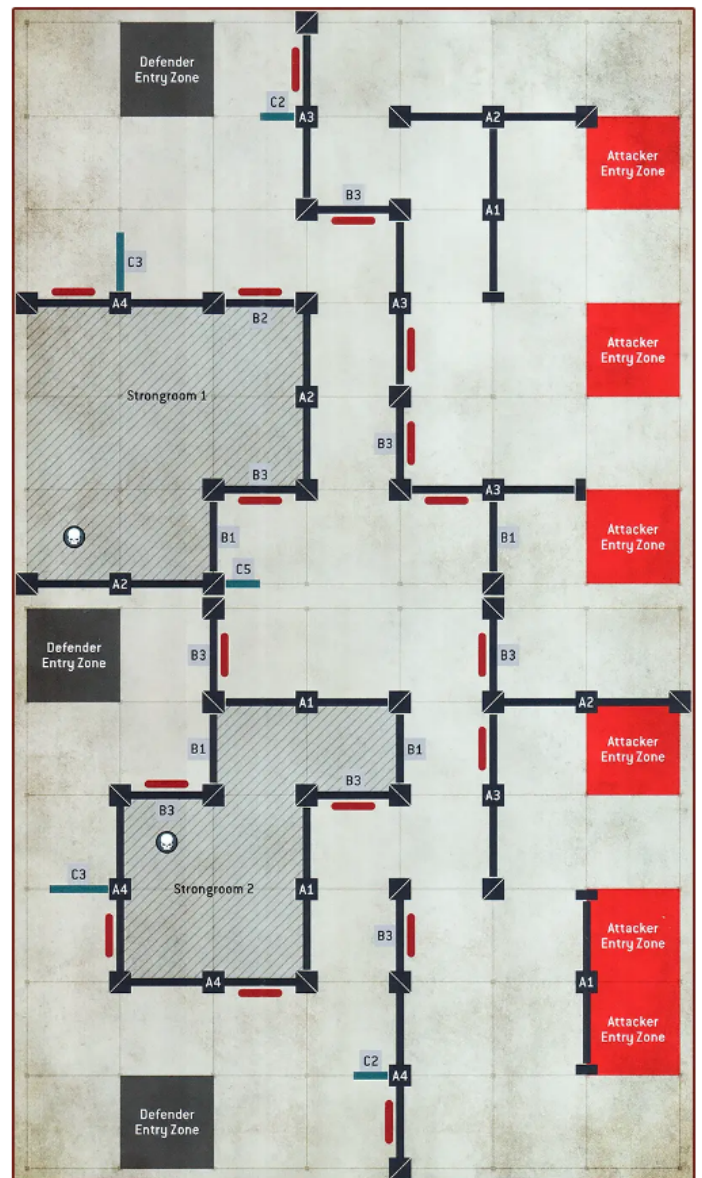 Defender
Entry Zone
C2
A3
A2
Attacker
Entry Zone
B3
A1
C3
A4
B2
A3
Attacker
Entry Zone
Strongroom 1
A2
B3
B3
A3
Attacker
Entry Zone
B1
B1
C5
A2
Defender
Entry Zone
B3
B3
A1
A2
B1
B1
Attacker
Entry Zone
B3
B3
A3
C3
A4
Strongroom 2
A1
B3
Attacker
Entry Zone
A4
A1
Attacker
Entry Zone
C2
A4
Defender
Entry Zone